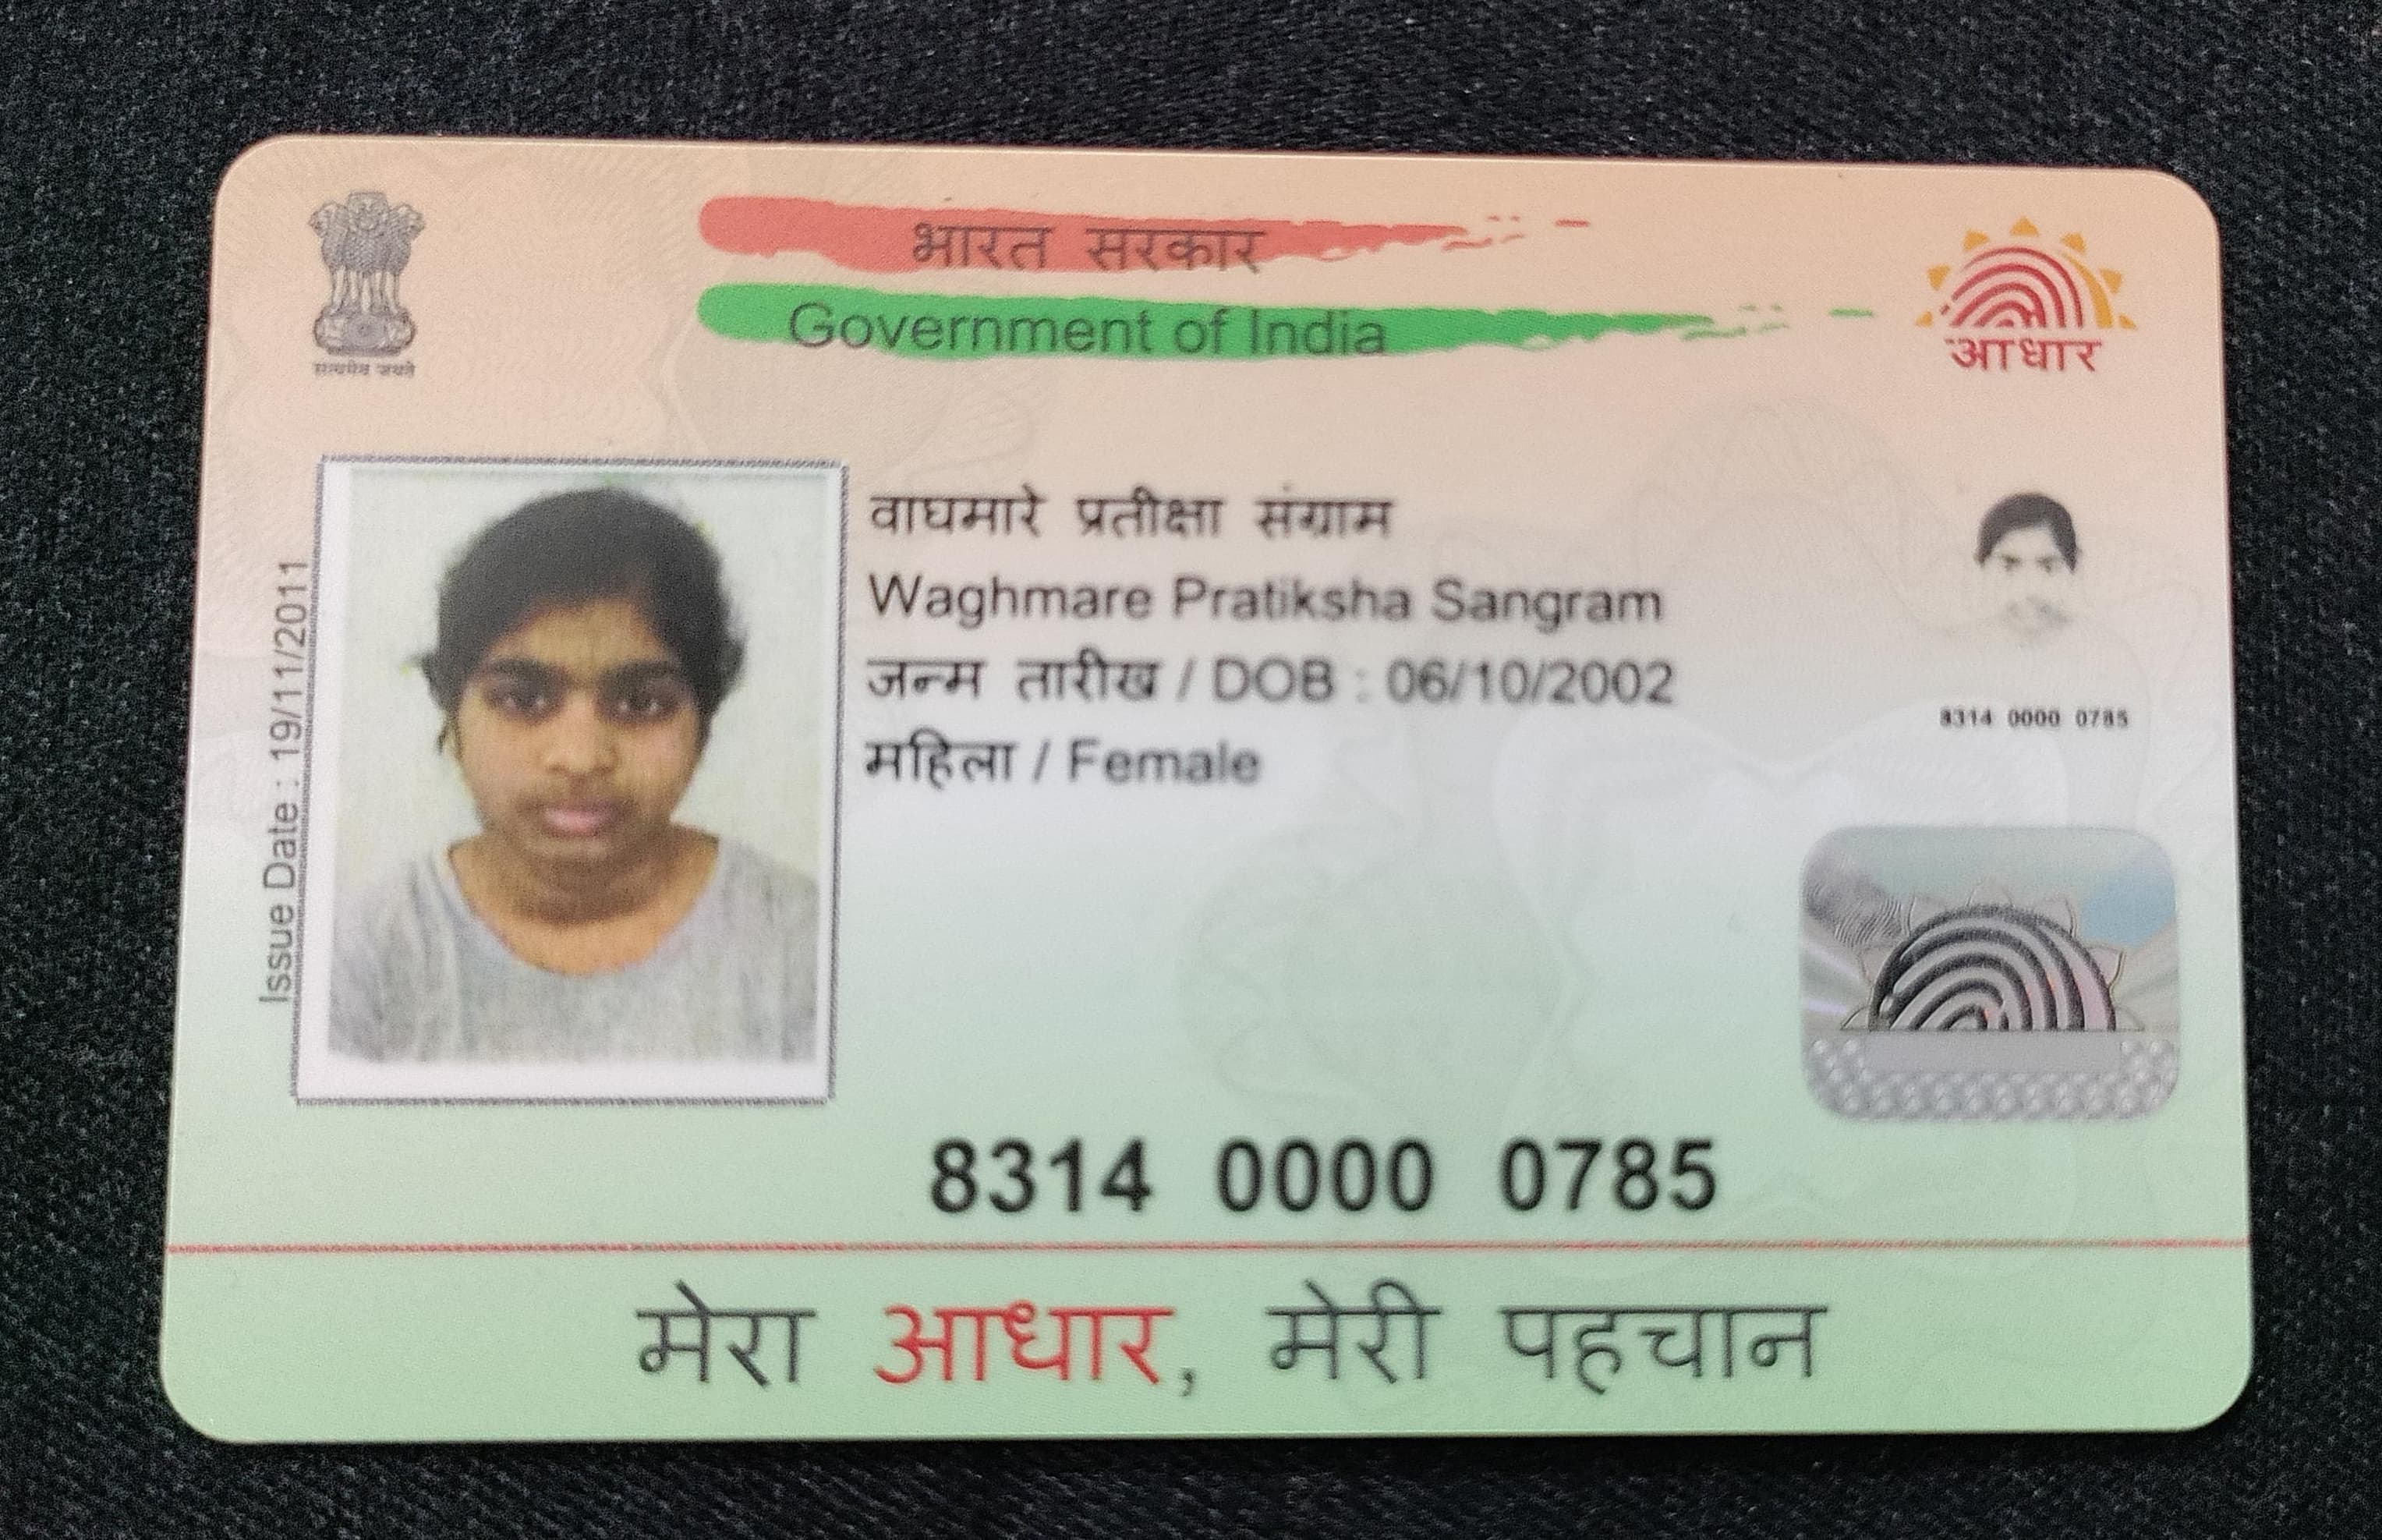 भारत सरकार
Government of India
सत्यमेव जयते
आधार
Issue Date : 19/11/2011
वाघमारे प्रतीक्षा संग्राम
Waghmare Pratiksha Sangram
जन्म तारीख / DOB : 06/10/2002
महिला / Female
8314 0000 0785
8314 0000 0785
मेरा आधार, मेरी पहचान